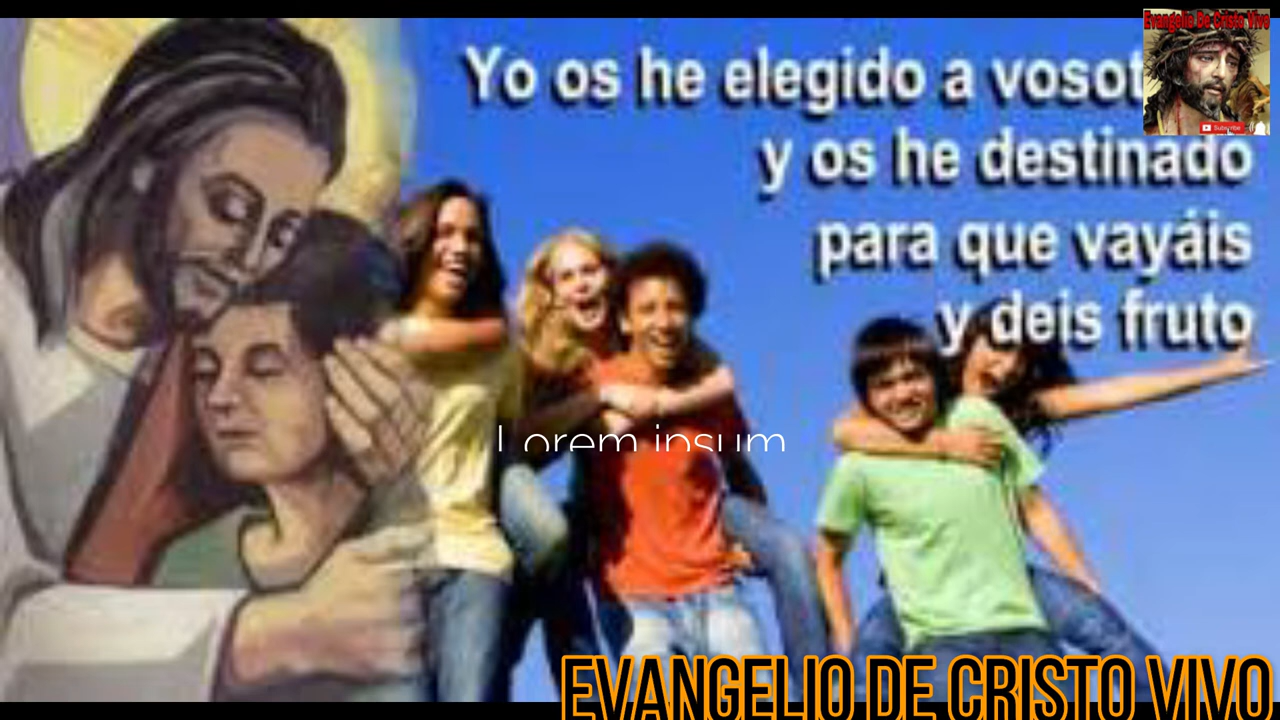 Evangelio De Cristo Vivo
Yo os he elegido a vosot
y os he destinado
para que vayáis
y deis fruto
Subscribe
Lorem ipsum
EVANGELIO DE CRISTO VIVO